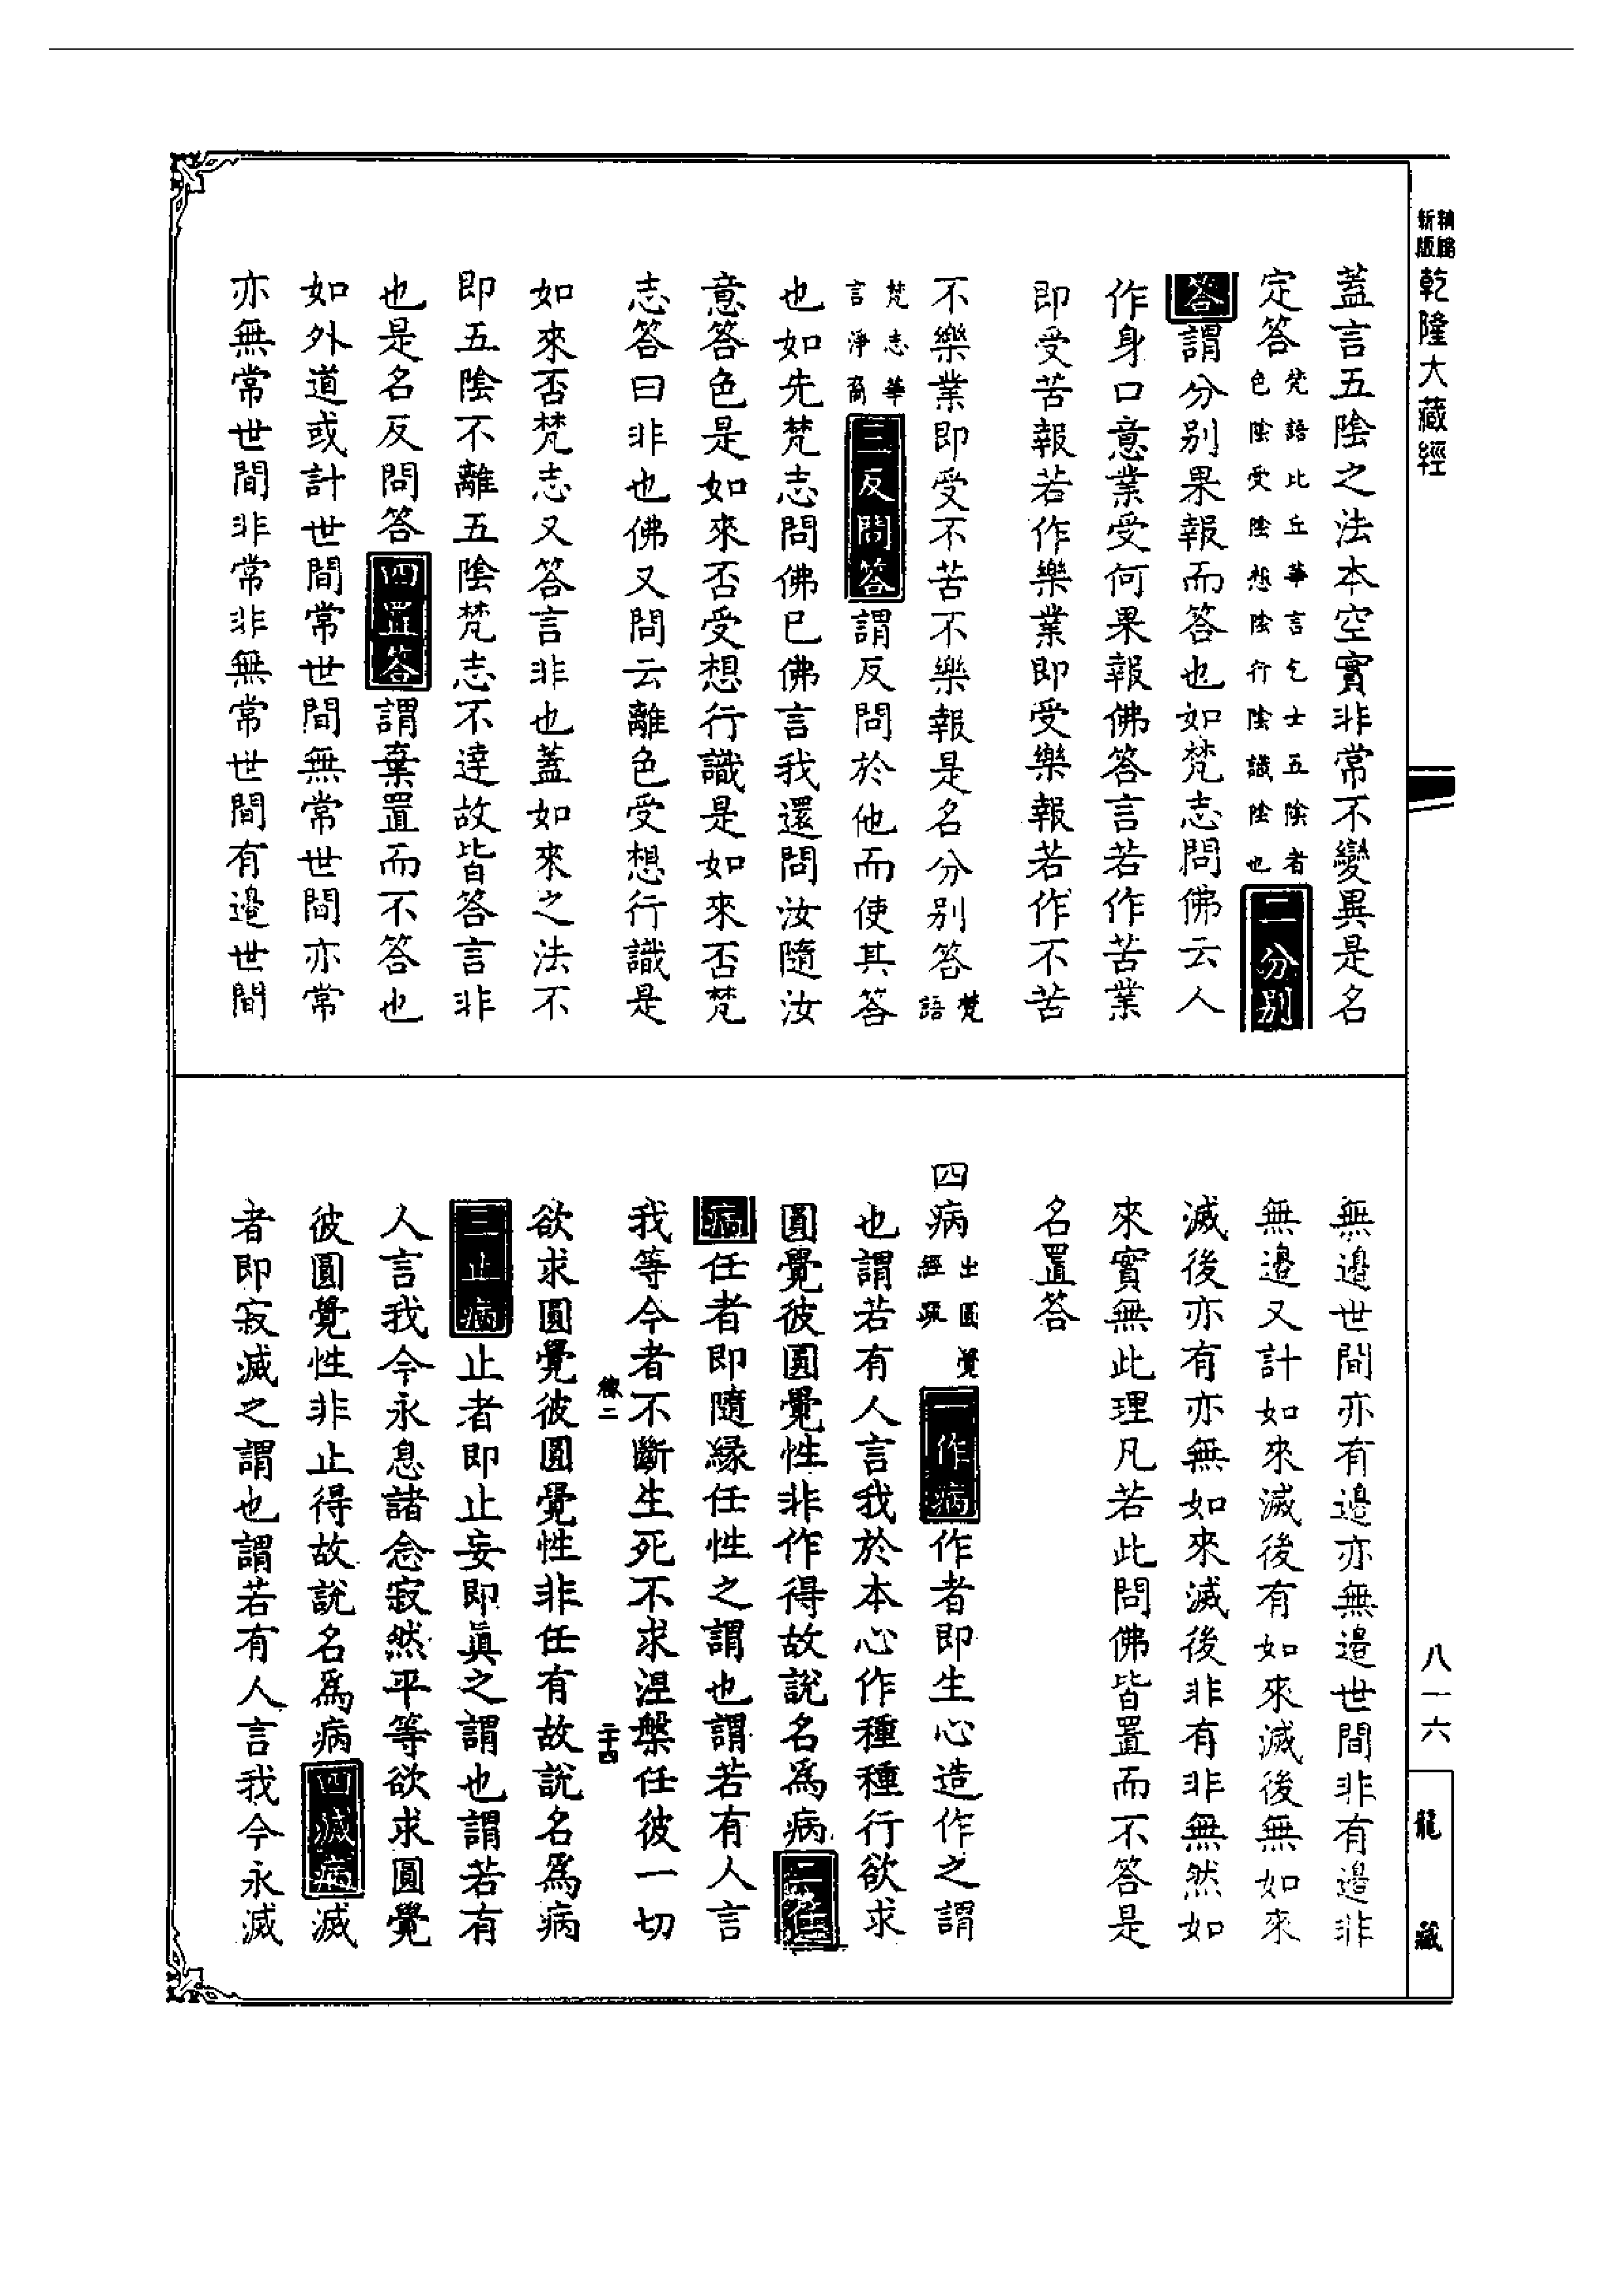 新版
乾隆大藏經
八一六
龍藏
蓋言五陰之法本空實非常不變異是名
定答梵語比丘華言乞士五陰者色陰受陰想陰行陰識陰也二分別
答謂分別果報而答也如梵志問佛云人
作身口意業受何果報佛答言若作苦業
即受苦報若作樂業即受樂報若作不苦
不樂業即受不苦不樂報是名分別答梵語
梵志華言淨裔三反問答謂反問於他而使其答
也如先梵志問佛已佛言我還問汝隨汝
意答色是如來否受想行識是如來否梵
志答曰非也佛又問云離色受想行識是
如來否梵志又答言非也蓋如來之法不
即五陰不離五陰梵志不達故皆答言非
也是名反問答四置答謂棄置而不答也
如外道或計世間常世間無常世間亦常
亦無常世間非常非無常世間有邊世間
無邊世間亦有邊亦無邊世間非有邊非
無邊又計如來滅後有如來滅後無如來
滅後亦有亦無如來滅後非有非無然如
來實無此理凡若此問佛皆置而不答是
名置答
四病出圓覺經疏一作病作者即生心造作之謂
也謂若有人言我於本心作種種行欲求
圓覺彼圓覺性非作得故說名爲病二任
病任者即隨緣任性之謂也謂若有人言
我等今者不斷生死不求涅槃任彼一切
二十四
欲求圓覺彼圓覺性非任有故說名爲病
三止病止者即止妄即眞之謂也謂若有
人言我今永息諸念寂然平等欲求圓覺
彼圓覺性非止得故說名爲病四滅病滅
者即寂滅之謂也謂若有人言我今永滅